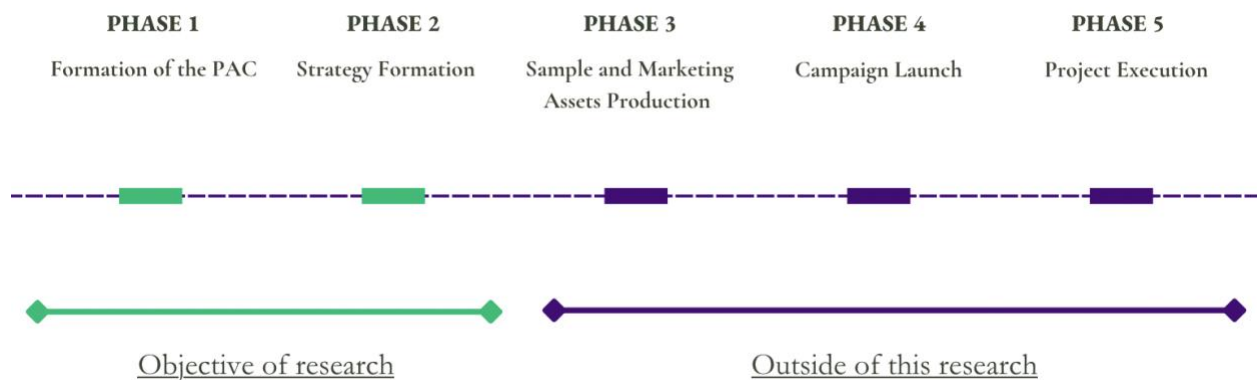 PHASE 1
Formation of the PAC
PHASE 2
Strategy Formation
PHASE 3
Sample and Marketing
Assets Production
PHASE 4
Campaign Launch
PHASE 5
Project Execution
Objective of research
Outside of this research